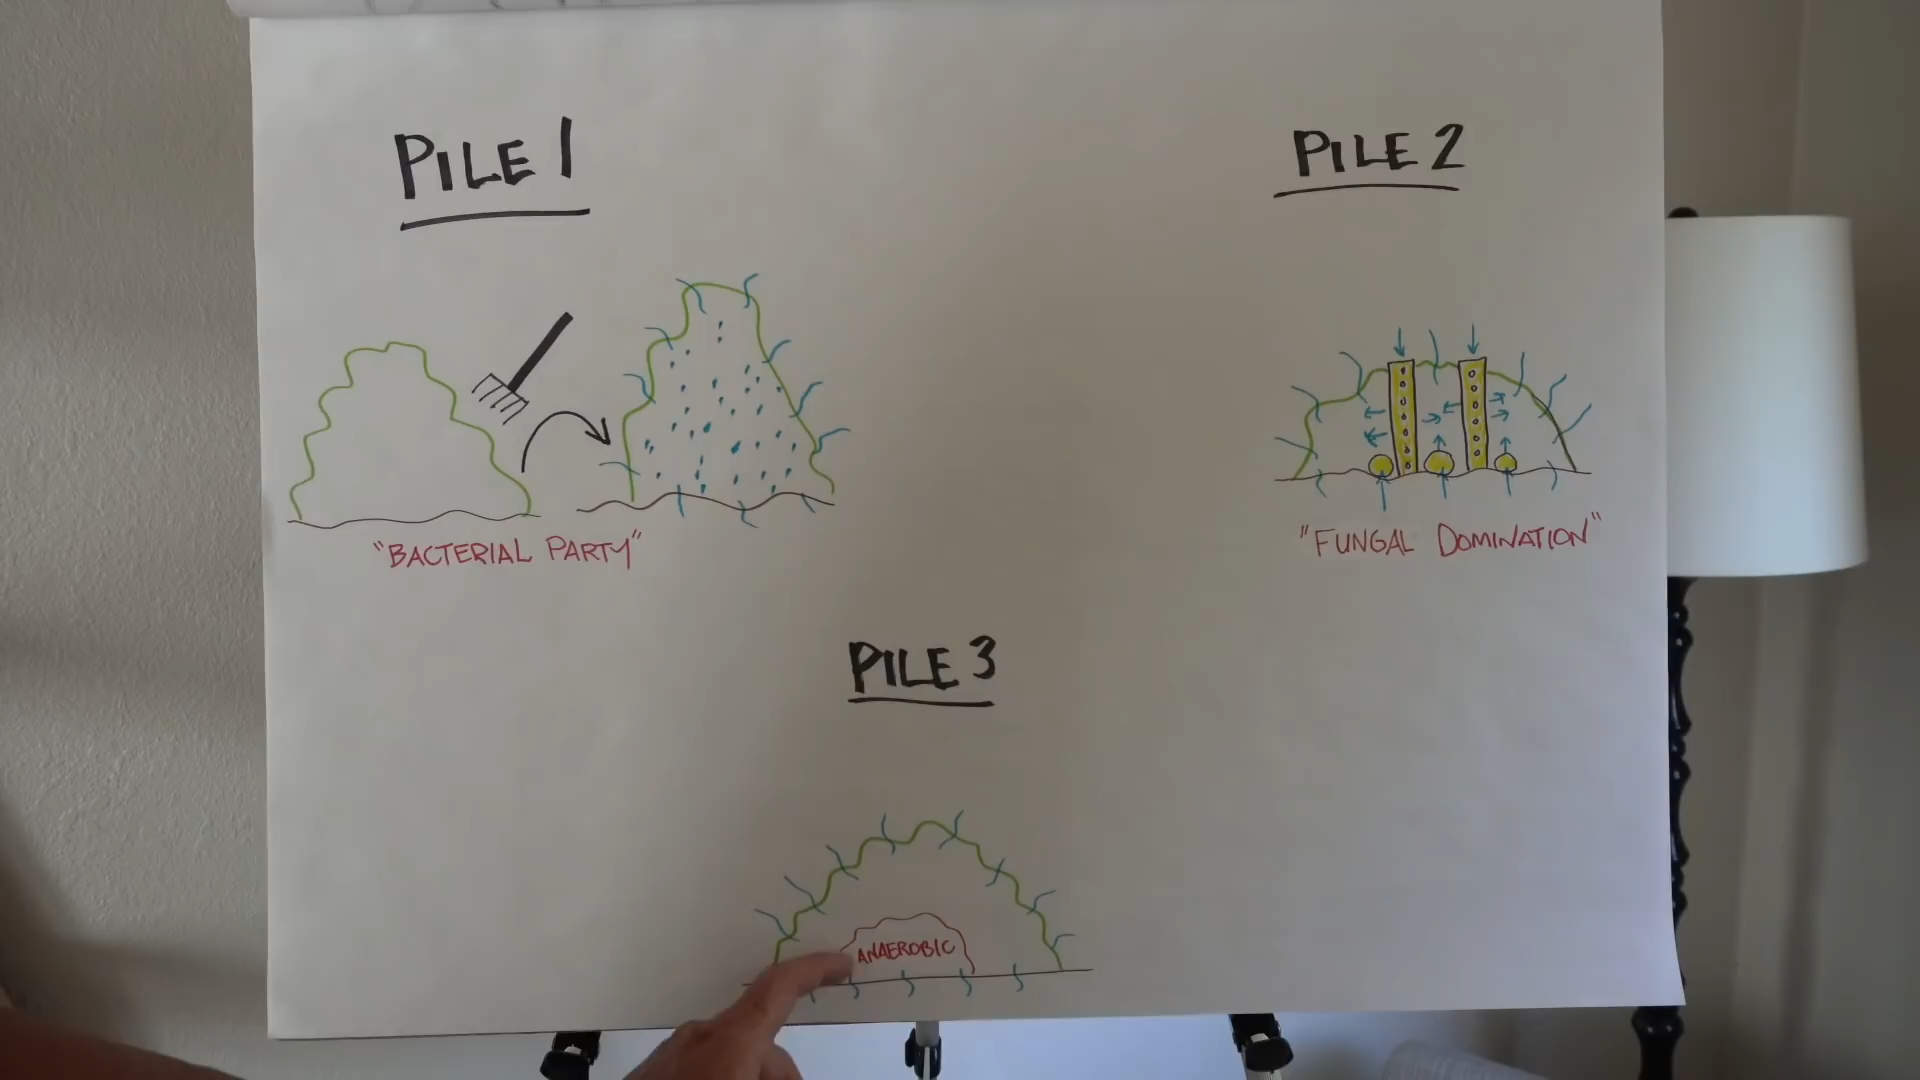 PILE 1
PILE 2
"BACTERIAL PARTY"
"FUNGAL DOMINATION"
PILE 3
ANAEROBIC